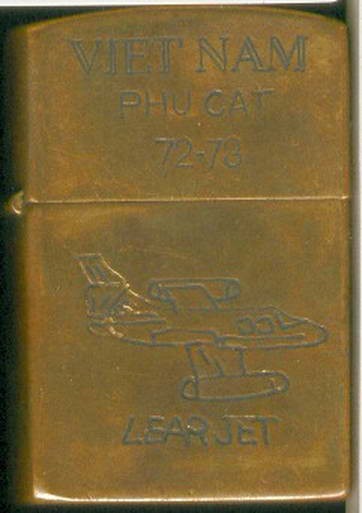 VIET NAM
PHU CAT
72-73
LEAR JET